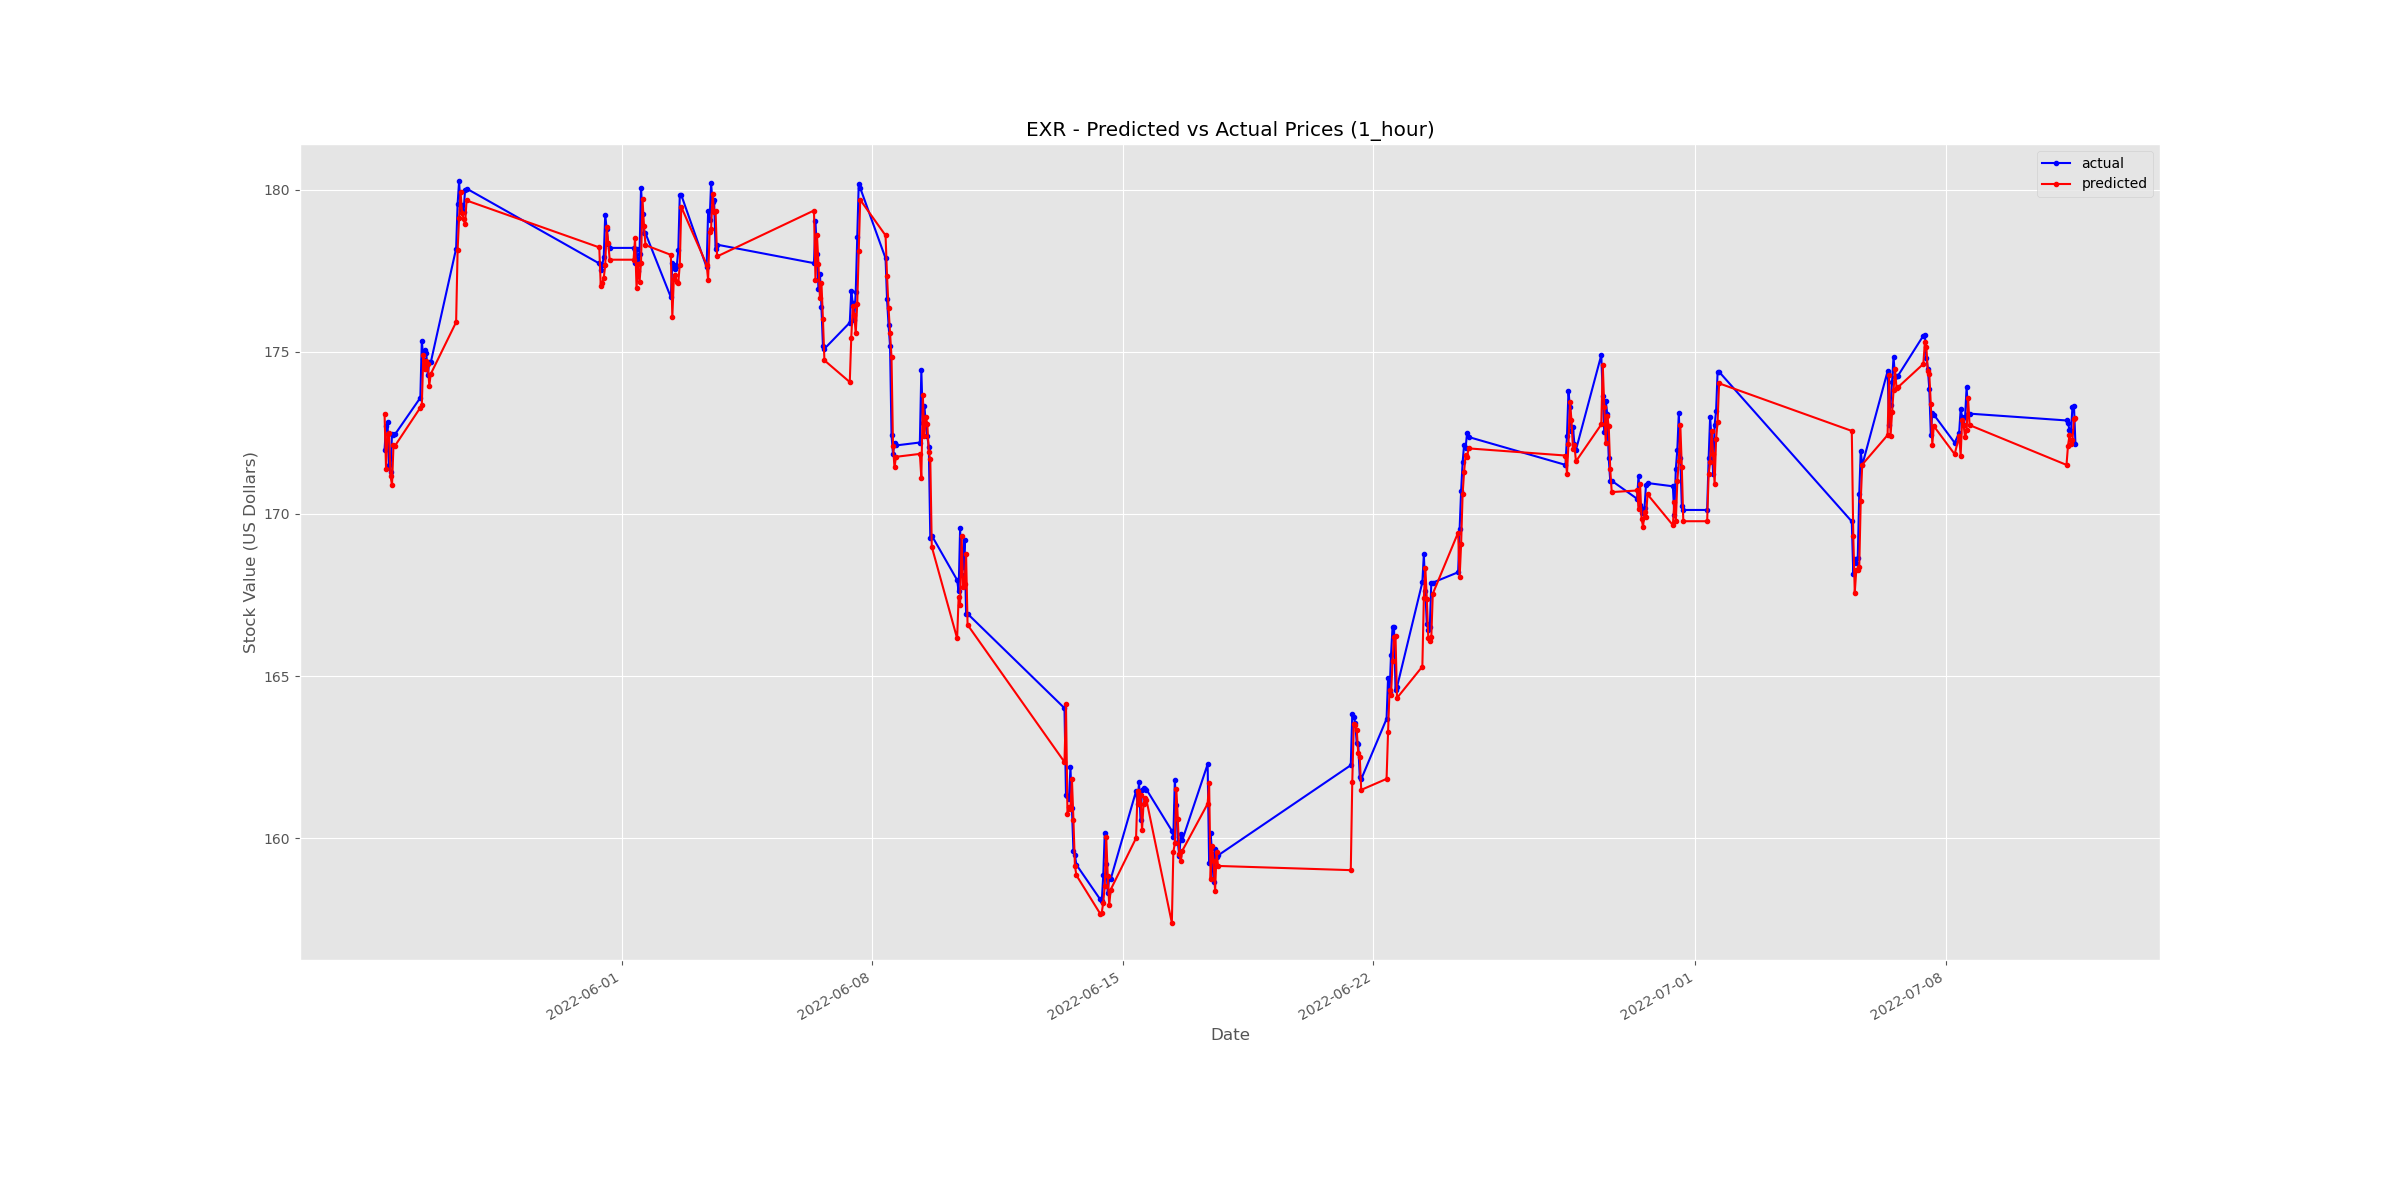 EXR - Predicted vs Actual Prices (1_hour)
actual
predicted
180
175
170
165
160
Stock Value (US Dollars)
2022-06-01
2022-06-08
2022-06-15
2022-06-22
2022-07-01
2022-07-08
Date